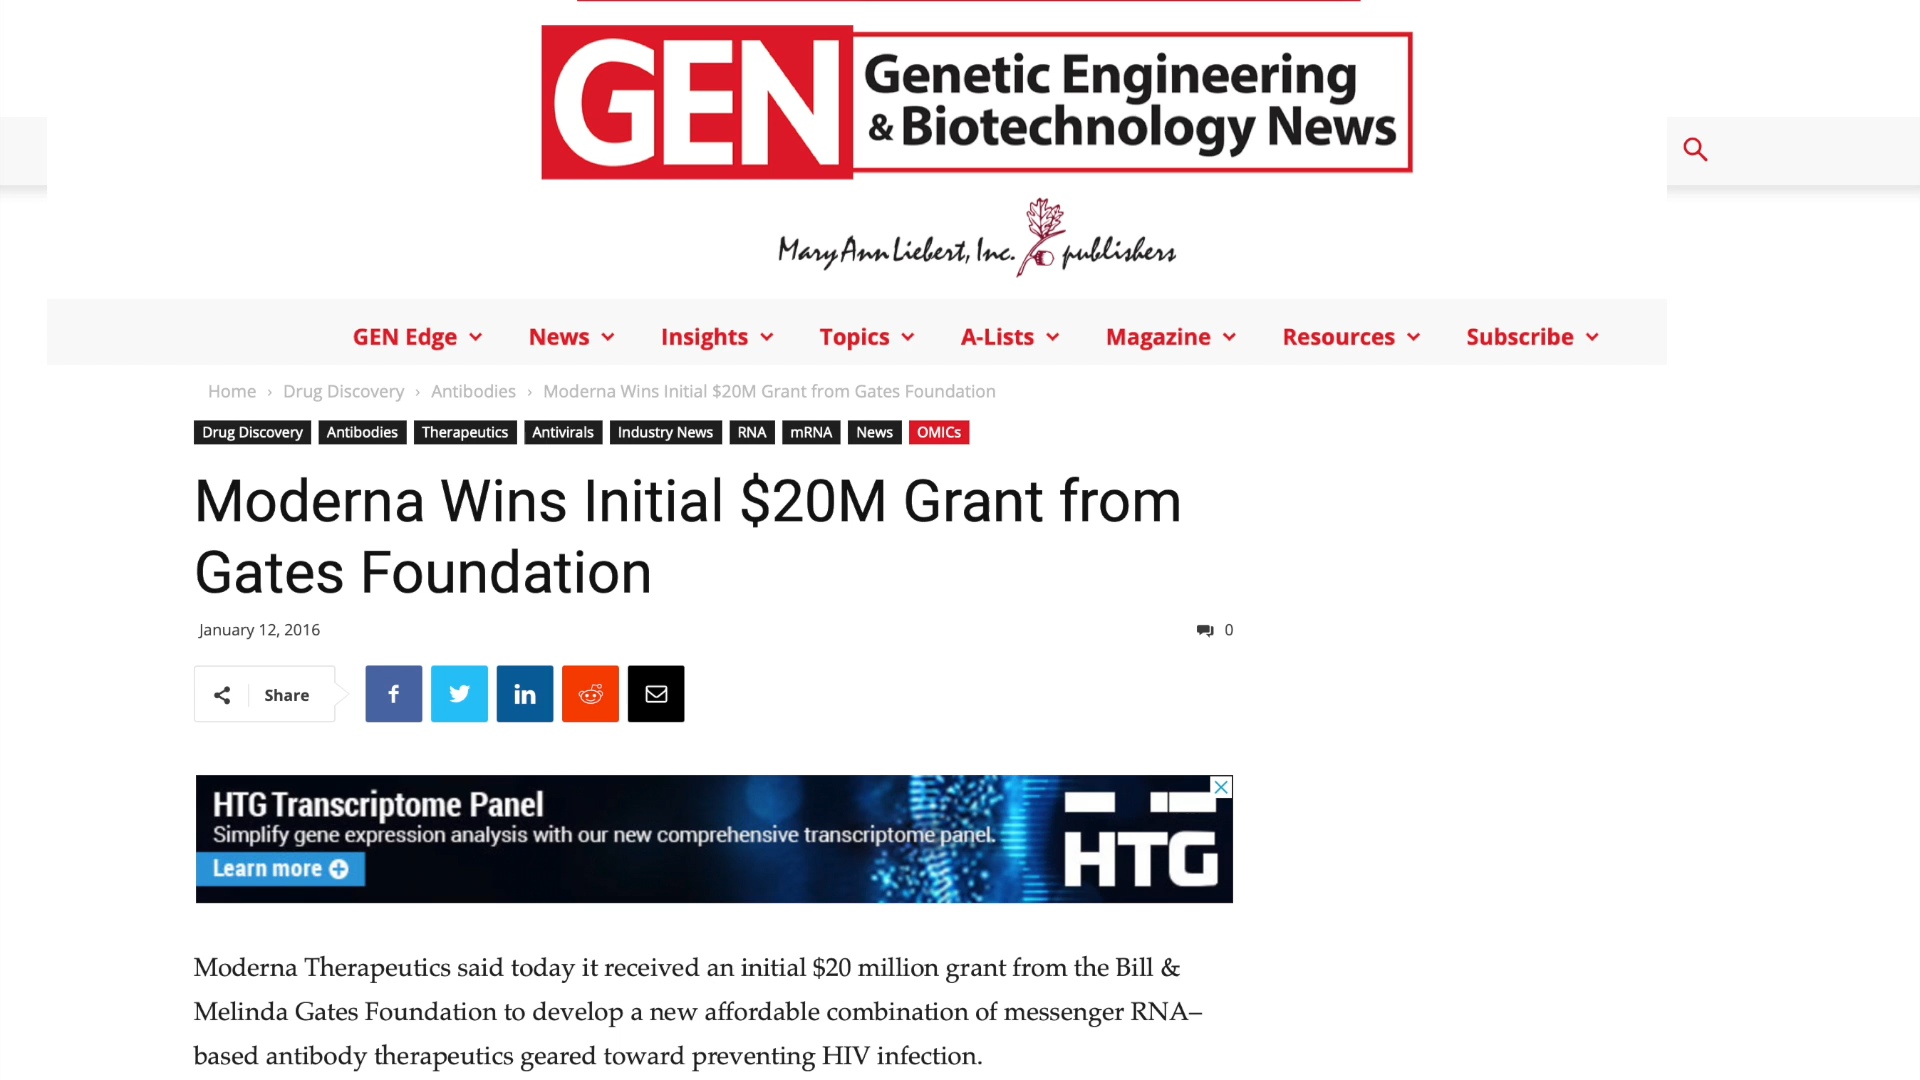 GEN Genetic Engineering
& Biotechnology News
Mary Ann Liebert, Inc. publishers
GEN Edge News Insights Topics A-Lists Magazine Resources Subscribe
Home › Drug Discovery › Antibodies › Moderna Wins Initial $20M Grant from Gates Foundation
Drug Discovery Antibodies Therapeutics Antivirals Industry News RNA mRNA News OMICs
Moderna Wins Initial $20M Grant from
Gates Foundation
January 12, 2016 0
Share f in
HTG Transcriptome Panel
Simplify gene expression analysis with our new comprehensive transcriptome panel.
Learn more
HTG
Moderna Therapeutics said today it received an initial $20 million grant from the Bill &
Melinda Gates Foundation to develop a new affordable combination of messenger RNA–
based antibody therapeutics geared toward preventing HIV infection.